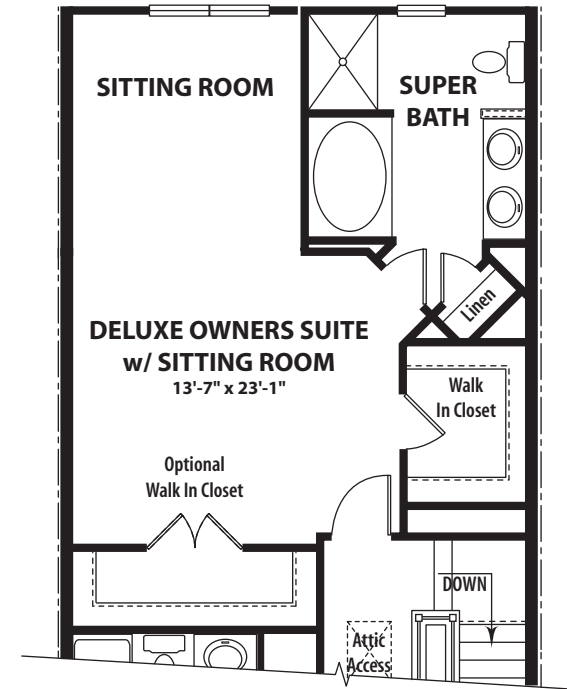 SITTING ROOM
SUPER
BATH
Linen
DELUXE OWNERS SUITE
w/ SITTING ROOM
13'-7" x 23'-1"
Walk
In Closet
Optional
Walk In Closet
DOWN
Attic
Access